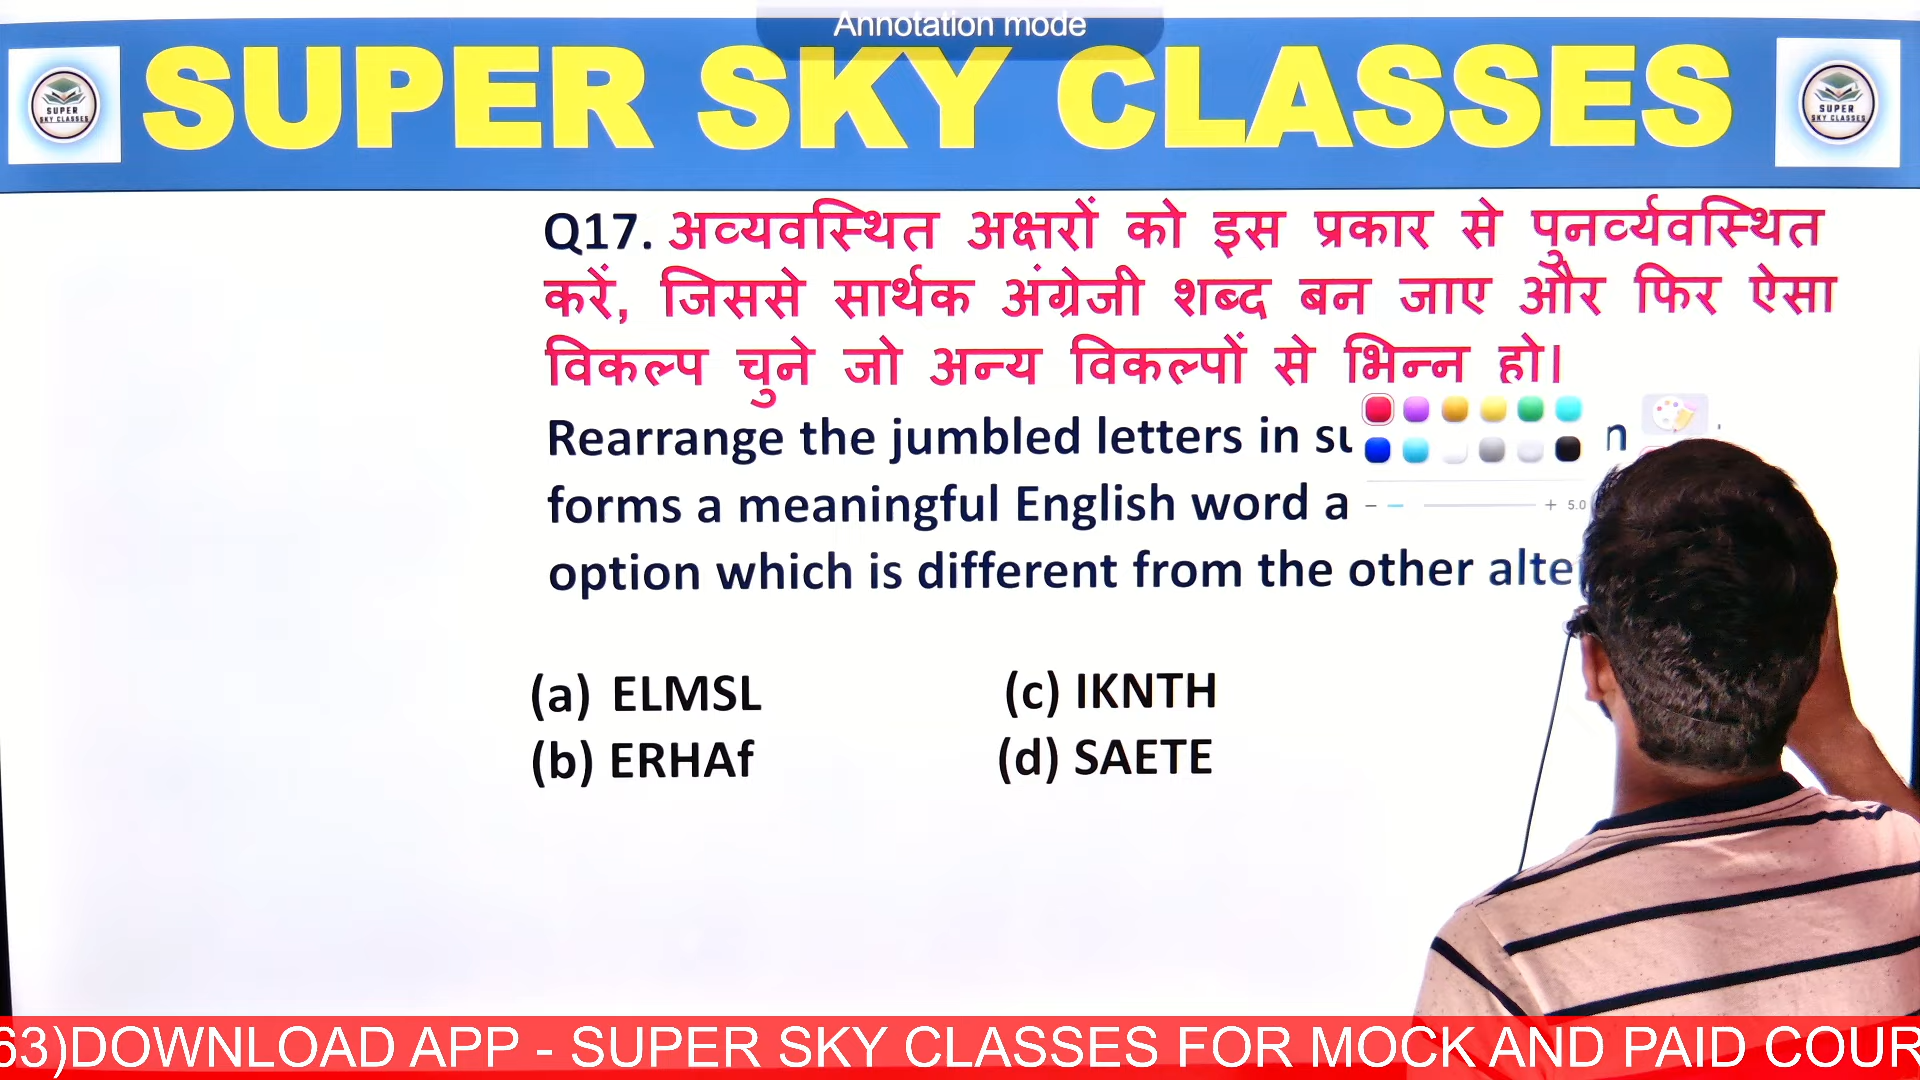 Annotation mode
SUPER SKY CLASSES
SUPER
SKY CLASSES
SUPER
SKY CLASSES
Q17. अव्यवस्थित अक्षरों को इस प्रकार से पुनर्व्यवस्थित
करें, जिससे सार्थक अंग्रेजी शब्द बन जाए और फिर ऐसा
विकल्प चुने जो अन्य विकल्पों से भिन्न हो।
Rearrange the jumbled letters in
forms a meaningful English word
5.0
option which is different from the other
(a) ELMSL
(c) IKNTH
(b) ERHAf
(d) SAETE
63)DOWNLOAD APP - SUPER SKY CLASSES FOR MOCK AND PAID COUR